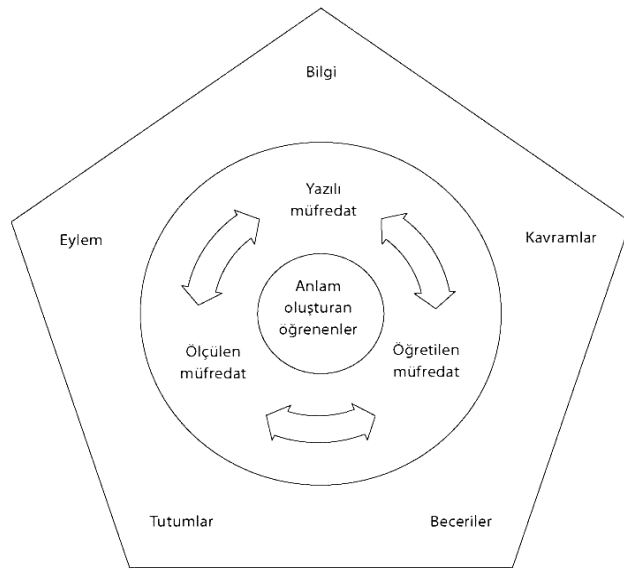 Bilgi
Yazılı
müfredat
Eylem
Kavramlar
Anlam
oluşturan
öğrenenler
Ölçülen
müfredat
Öğretilen
müfredat
Tutumlar
Beceriler